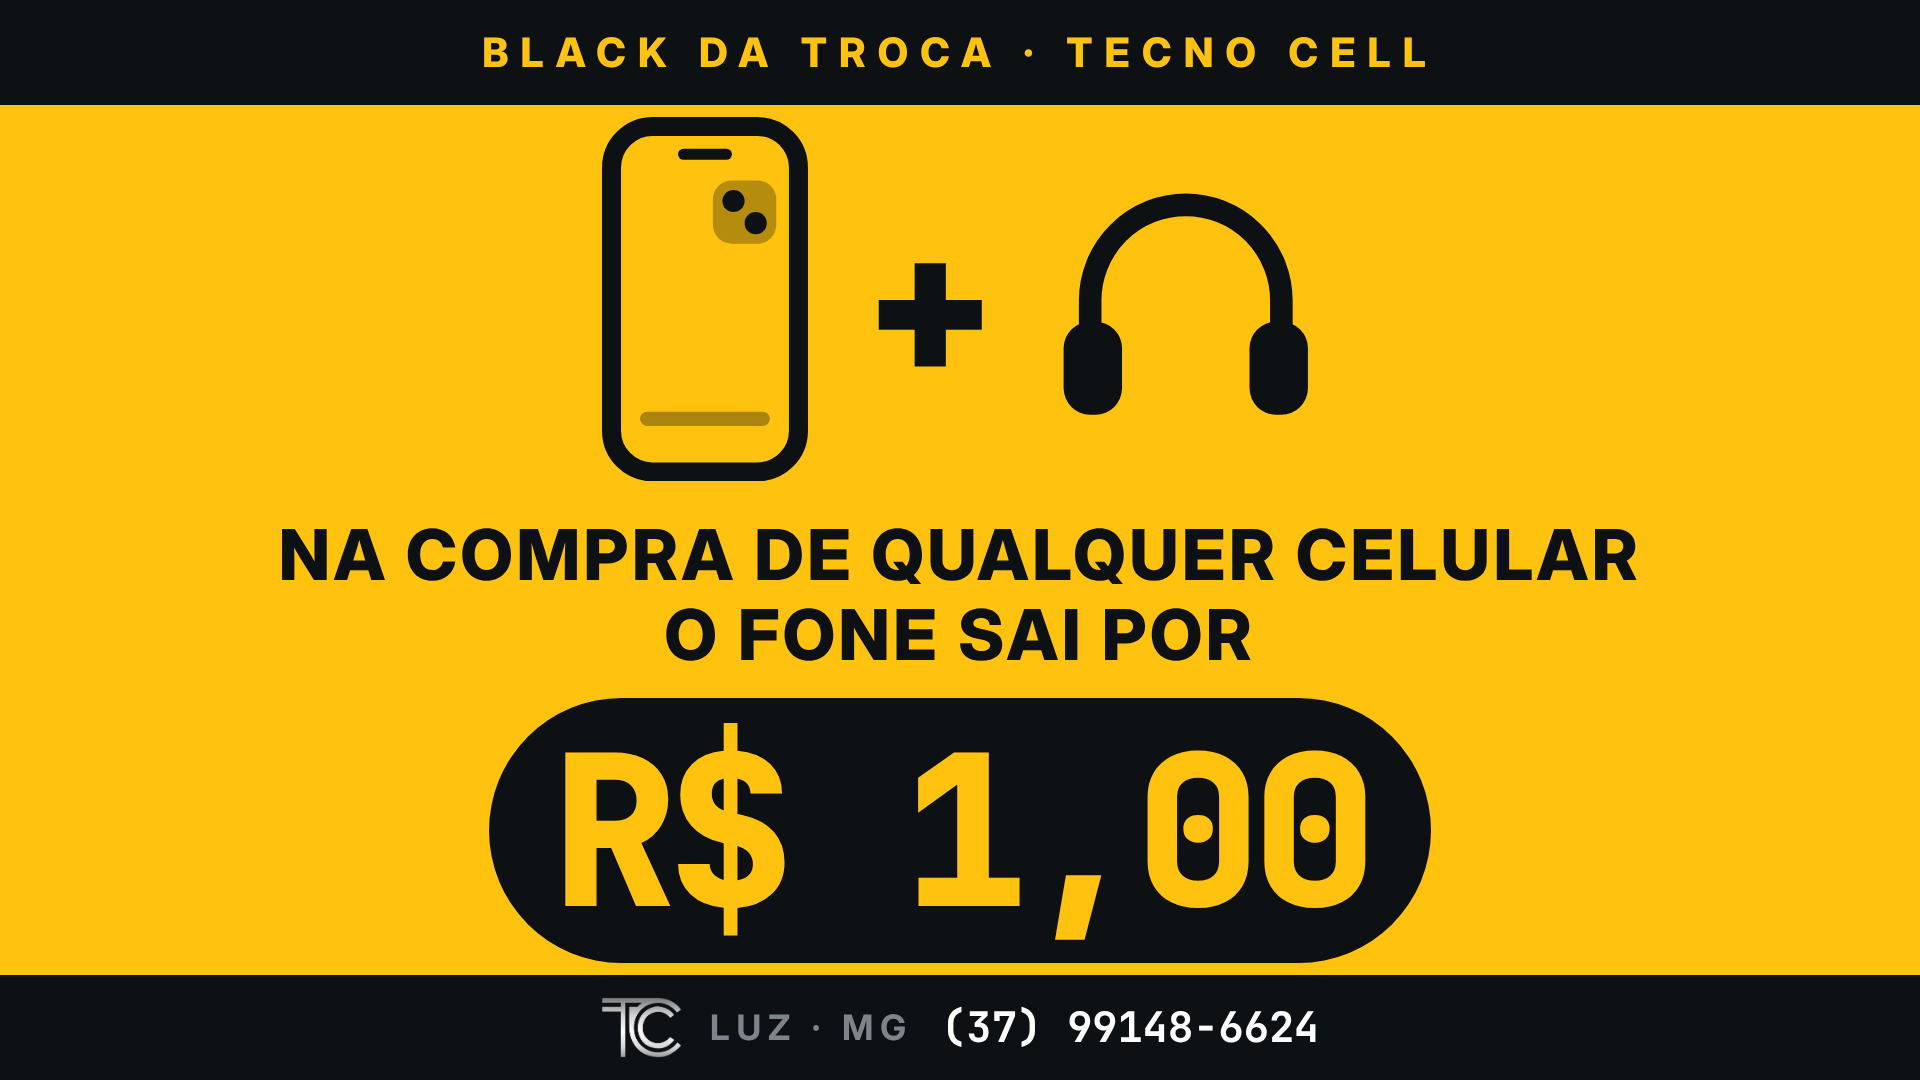 BLACK DA TROCA · TECNO CELL
NA COMPRA DE QUALQUER CELULAR
O FONE SAI POR
R$ 1,00
TC LUZ · MG (37) 99148-6624